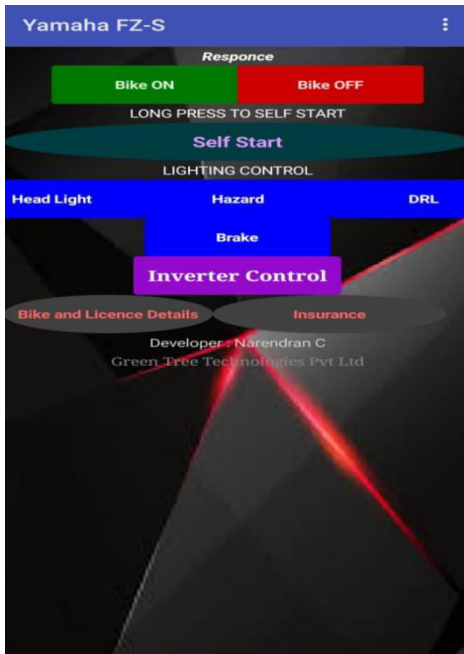 Yamaha FZ-S
Responce
Bike ON Bike OFF
LONG PRESS TO SELF START
Self Start
LIGHTING CONTROL
Head Light Hazard DRL
Brake
Inverter Control
Bike and Licence Details Insurance
Developer : Narendran C
Green Tree Technologies Pvt Ltd